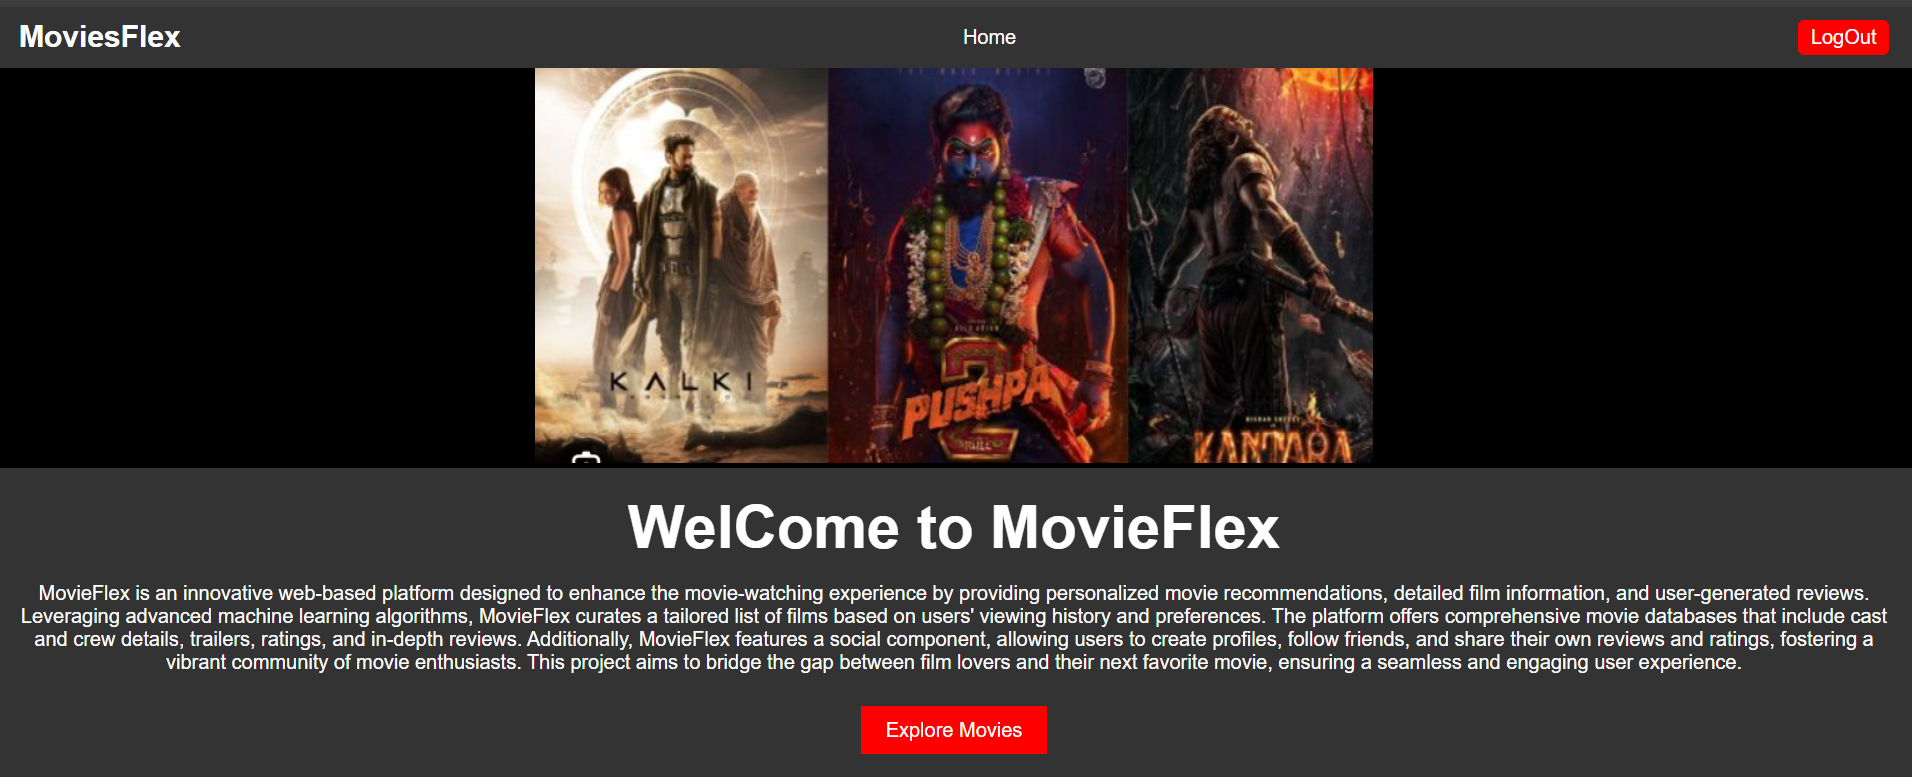 MoviesFlex
Home
LogOut
KALKI
2
PUSHPA
RULE
KANTARA
WelCome to MovieFlex
MovieFlex is an innovative web-based platform designed to enhance the movie-watching experience by providing personalized movie recommendations, detailed film information, and user-generated reviews.
Leveraging advanced machine learning algorithms, MovieFlex curates a tailored list of films based on users' viewing history and preferences. The platform offers comprehensive movie databases that include cast
and crew details, trailers, ratings, and in-depth reviews. Additionally, MovieFlex features a social component, allowing users to create profiles, follow friends, and share their own reviews and ratings, fostering a
vibrant community of movie enthusiasts. This project aims to bridge the gap between film lovers and their next favorite movie, ensuring a seamless and engaging user experience.
Explore Movies